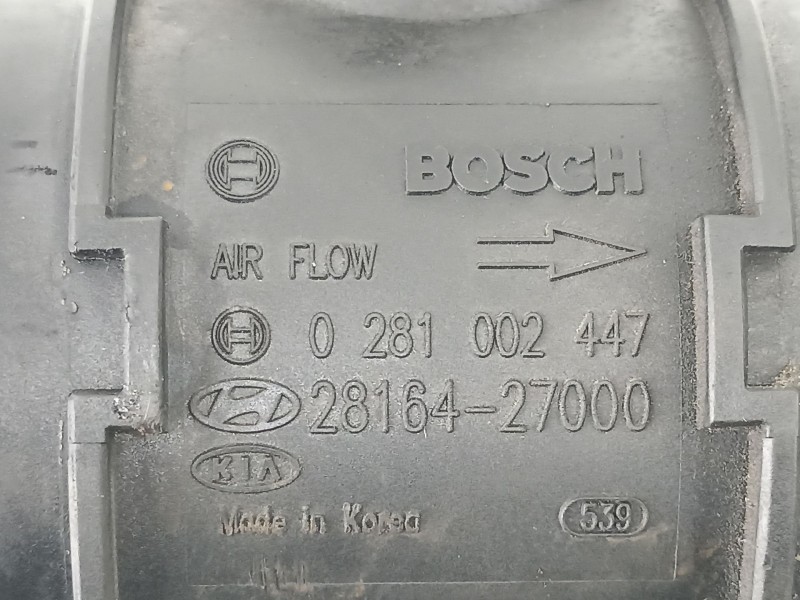 BOSCH
AIR FLOW
0 281 002 447
28164-27000
KIA
Made in Korea 539